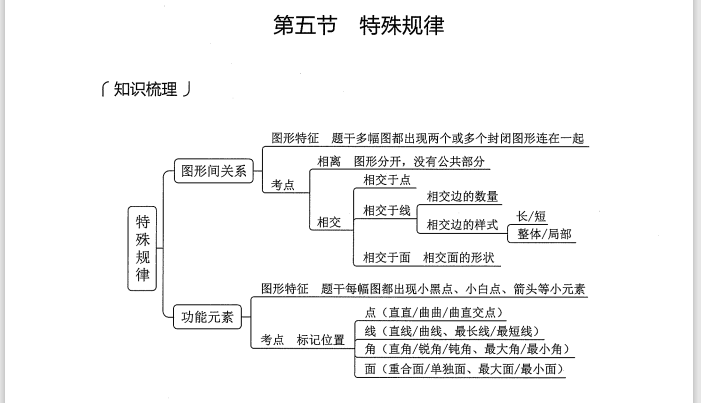 第五节 特殊规律
知识梳理
特殊规律
图形间关系
图形特征 题干多幅图都出现两个或多个封闭图形连在一起
考点
相离 图形分开，没有公共部分
相交
相交于点
相交于线
相交边的数量
相交边的样式
长/短
整体/局部
相交于面 相交面的形状
功能元素
图形特征 题干每幅图都出现小黑点、小白点、箭头等小元素
考点 标记位置
点（直直/曲曲/曲直交点）
线（直线/曲线、最长线/最短线）
角（直角/锐角/钝角、最大角/最小角）
面（重合面/单独面、最大面/最小面）